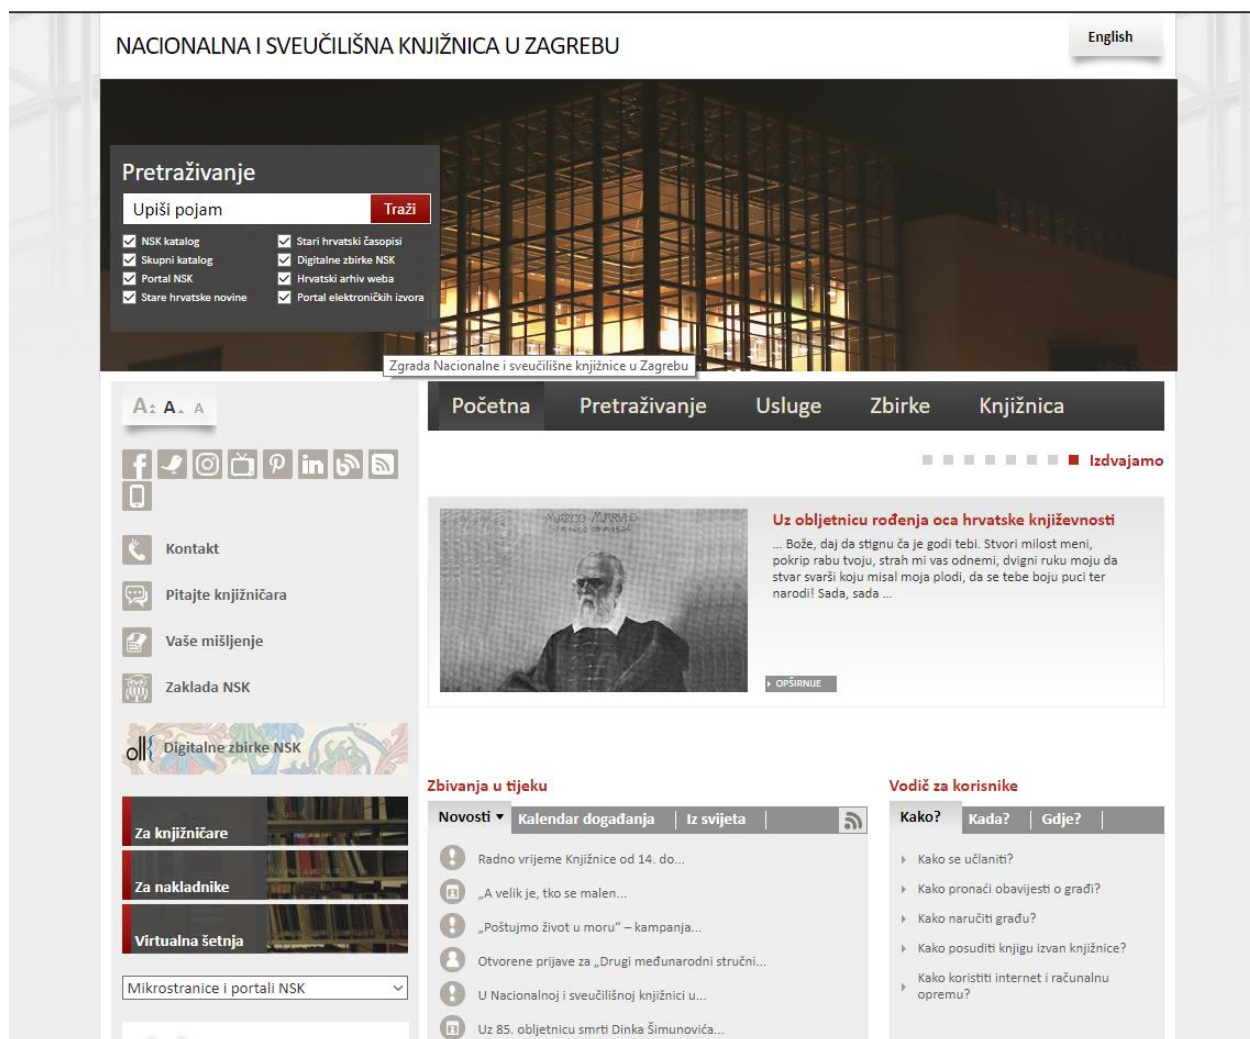 NACIONALNA I SVEUČILIŠNA KNJIŽNICA U ZAGREBU
English
Pretraživanje
Upiši pojam
Traži
NSK katalog
Stari hrvatski časopisi
Skupni katalog
Digitalne zbirke NSK
Portal NSK
Hrvatski arhiv weba
Stare hrvatske novine
Portal elektroničkih izvora
Zgrada Nacionalne i sveučilišne knjižnice u Zagrebu
A A A
Početna Pretraživanje Usluge Zbirke Knjižnica
Izdvajamo
Kontakt
Pitajte knjižničara
Vaše mišljenje
Zaklada NSK
Digitalne zbirke NSK
Za knjižničare
Za nakladnike
Virtualna šetnja
Mikrostranice i portali NSK
MARCO MARVLO
Uz obljetnicu rođenja oca hrvatske književnosti
... Bože, daj da stignu ča je godi tebi. Stvori milost meni,
pokrip rabu tvoju, strah mi vas odnemi, dvigni ruku moju da
stvar svarši koju misal moja plodi, da se tebe boju puci ter
narodi! Sada, sada ...
OPŠIRNIJE
Zbivanja u tijeku
Novosti Kalendar događanja Iz svijeta
Radno vrijeme Knjižnice od 14. do...
„A velik je, tko se malen...
„Poštujmo život u moru“ – kampanja...
Otvorene prijave za „Drugi međunarodni stručni...
U Nacionalnoj i sveučilišnoj knjižnici u...
Uz 85. obljetnicu smrti Dinka Šimunovića...
Vodič za korisnike
Kako? Kada? Gdje?
Kako se učlaniti?
Kako pronaći obavijesti o građi?
Kako naručiti građu?
Kako posuditi knjigu izvan knjižnice?
Kako koristiti internet i računalnu
opremu?